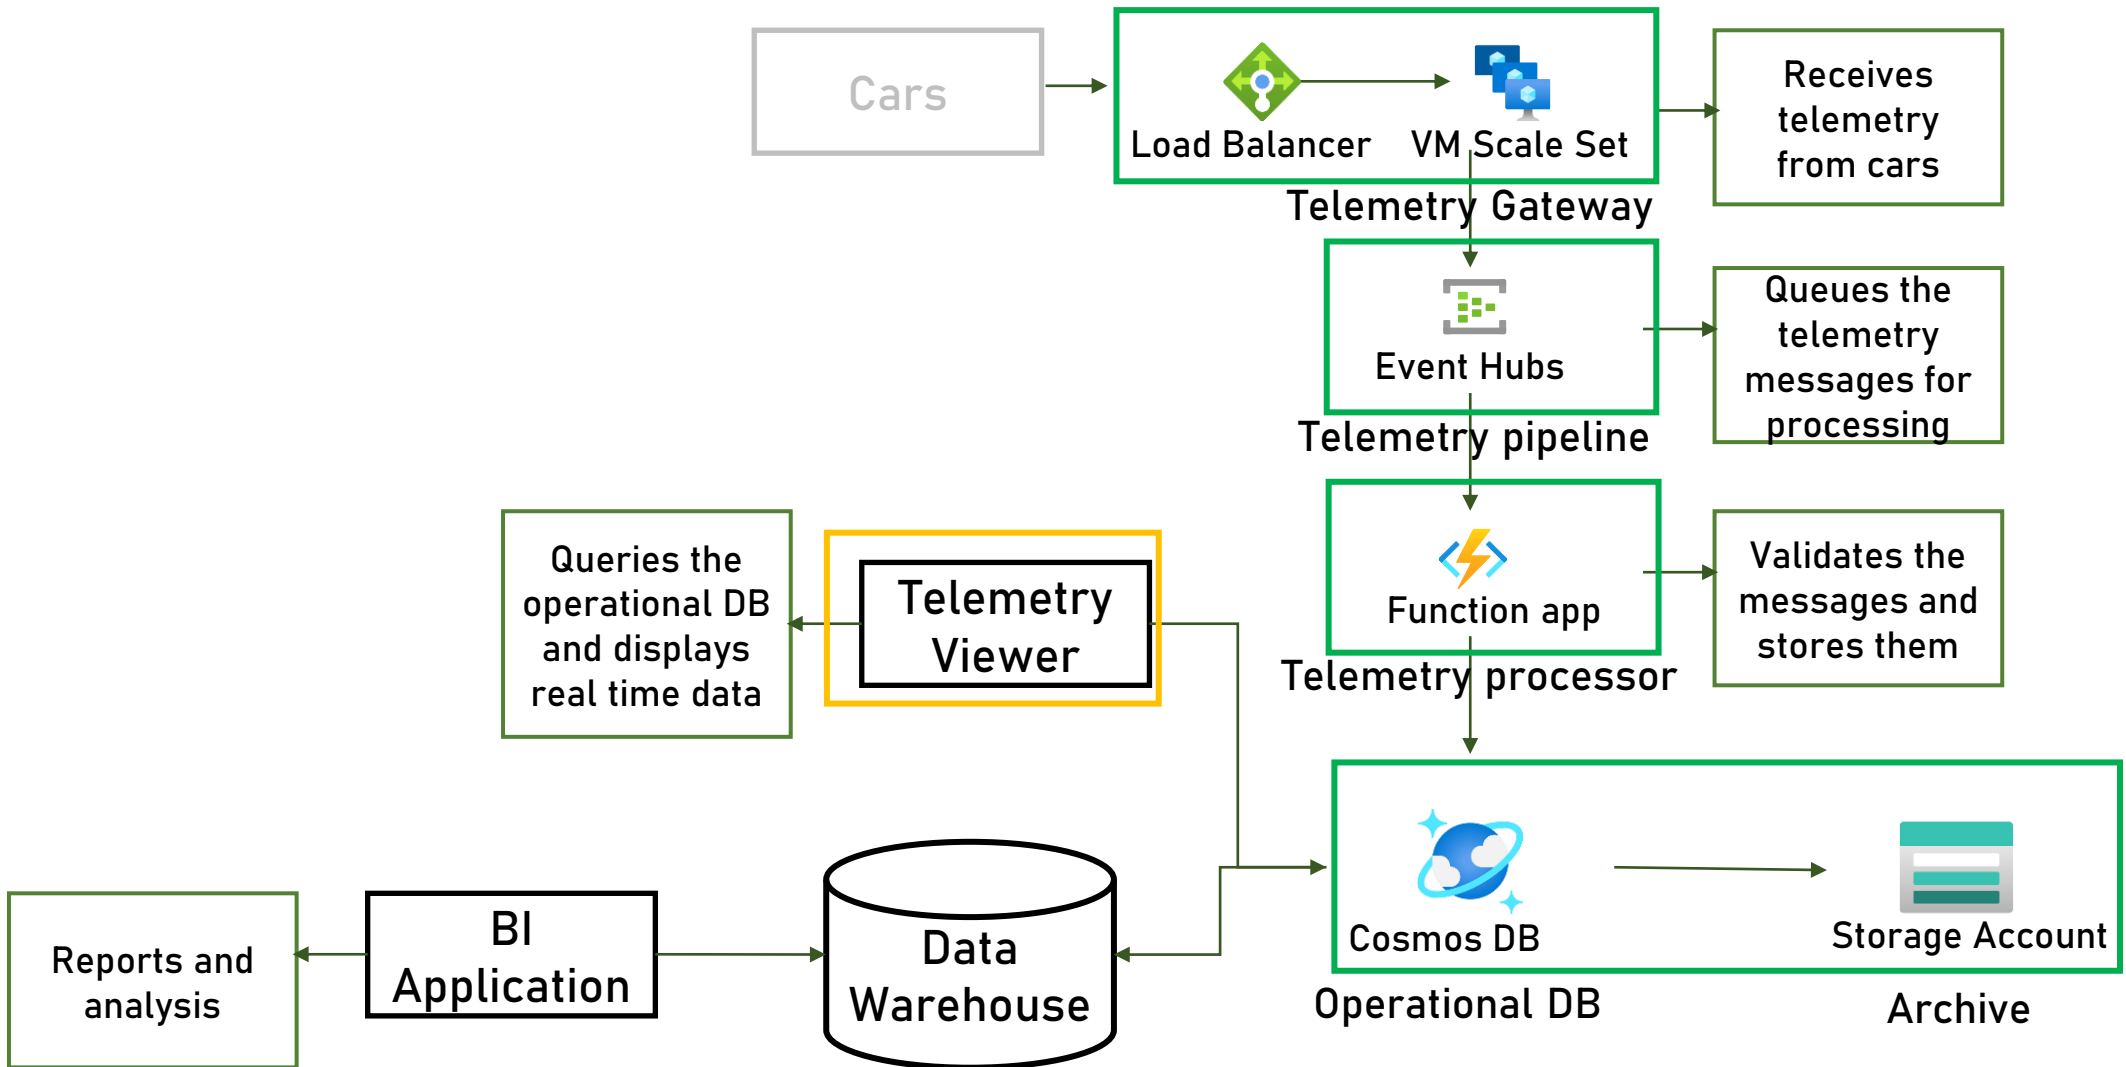 Cars
Load Balancer
VM Scale Set
Receives
telemetry
from cars
Telemetry Gateway
Event Hubs
Queues the
telemetry
messages for
processing
Telemetry pipeline
Queries the
operational DB
and displays
real time data
Telemetry
Viewer
Function app
Validates the
messages and
stores them
Telemetry processor
Reports and
analysis
BI
Application
Data
Warehouse
Cosmos DB
Storage Account
Operational DB
Archive